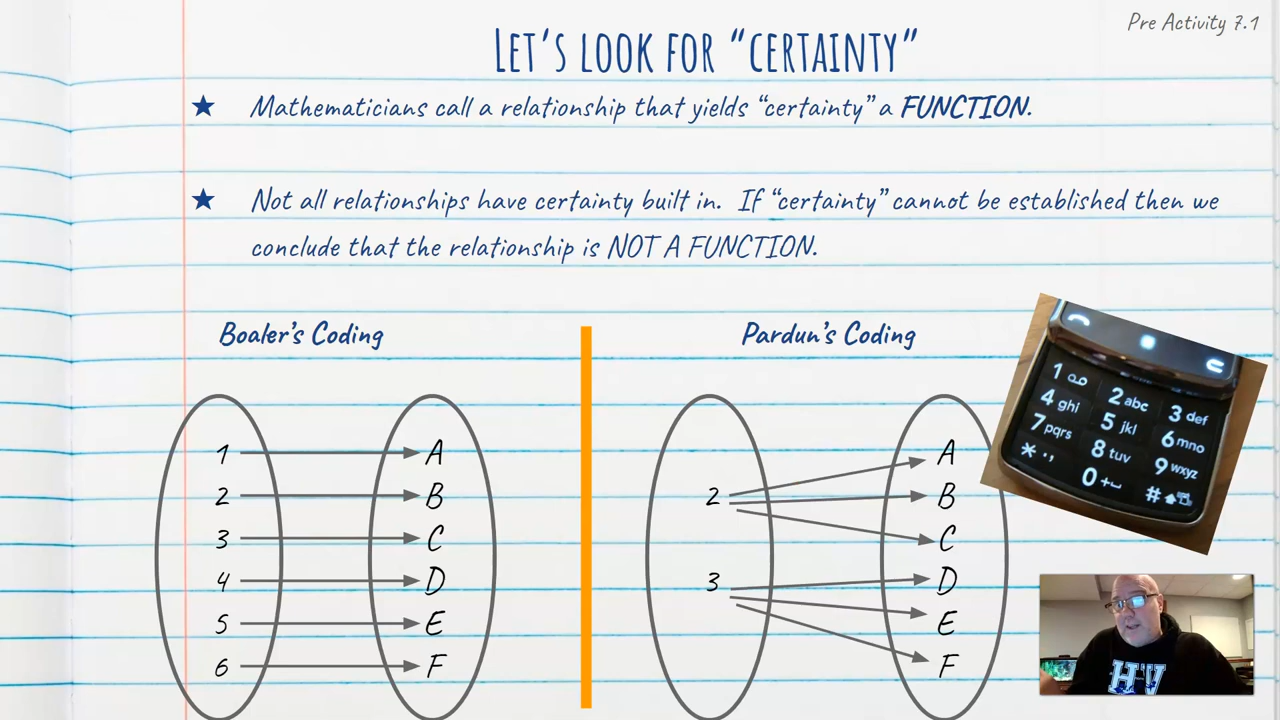 Pre Activity 7.1
LET'S LOOK FOR "CERTAINTY"
★ Mathematicians call a relationship that yields "certainty" a FUNCTION.
★ Not all relationships have certainty built in. If "certainty" cannot be established then we
conclude that the relationship is NOT A FUNCTION.
Boaler's Coding
1 A
2 B
3 C
4 D
5 E
6 F
Pardun's Coding
2
3
A
B
C
D
E
F
1 2 abc 3 def
4 ghi 5 jkl 6 mno
7 pqrs 8 tuv 9 wxyz
* . , 0 + #
HW